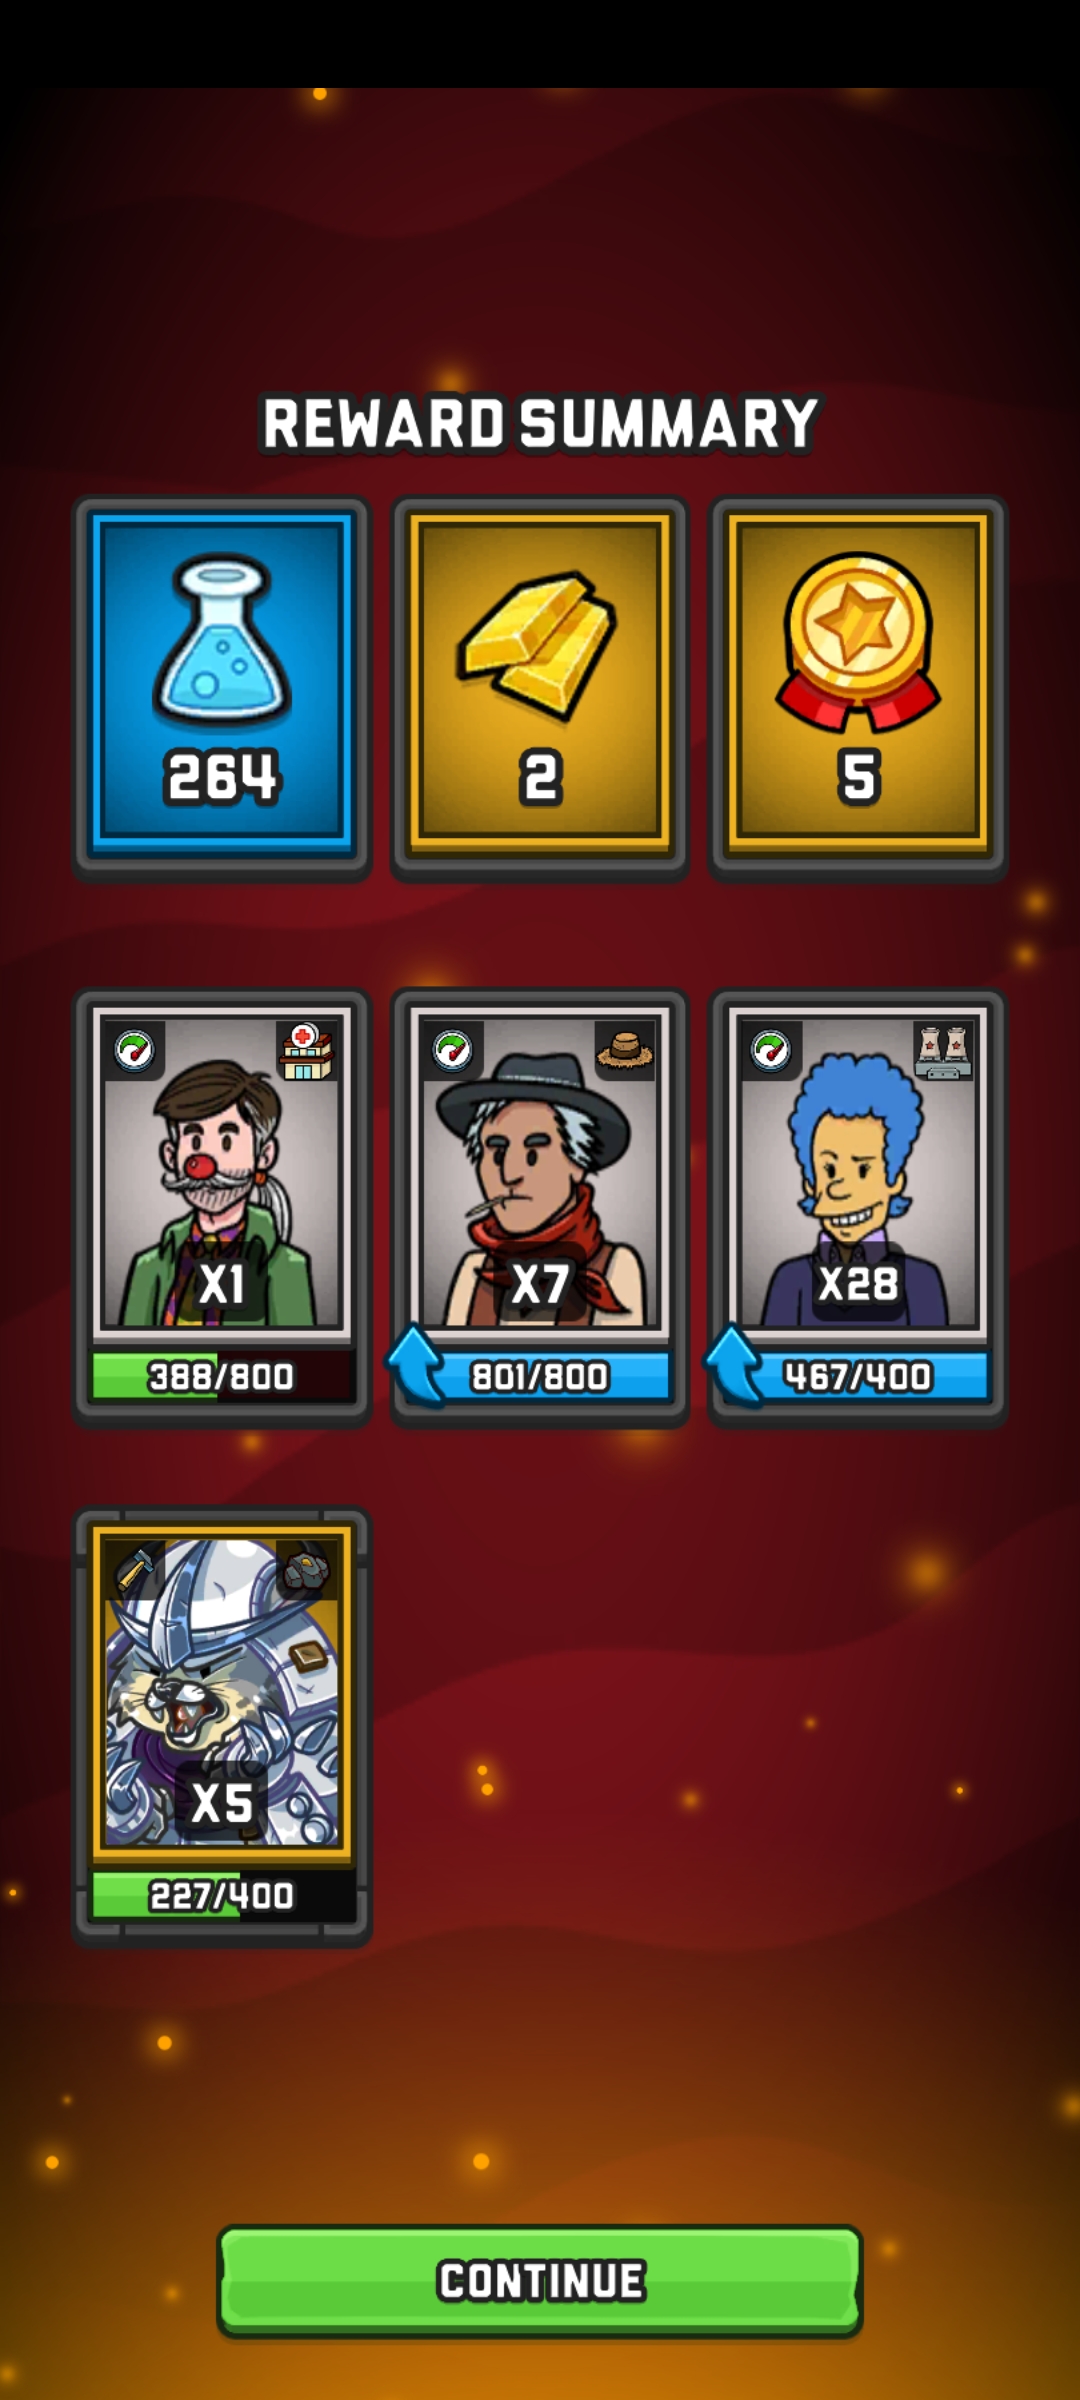 REWARD SUMMARY
264
2
5
X1
X7
X28
388/800
801/800
467/400
X5
227/400
CONTINUE